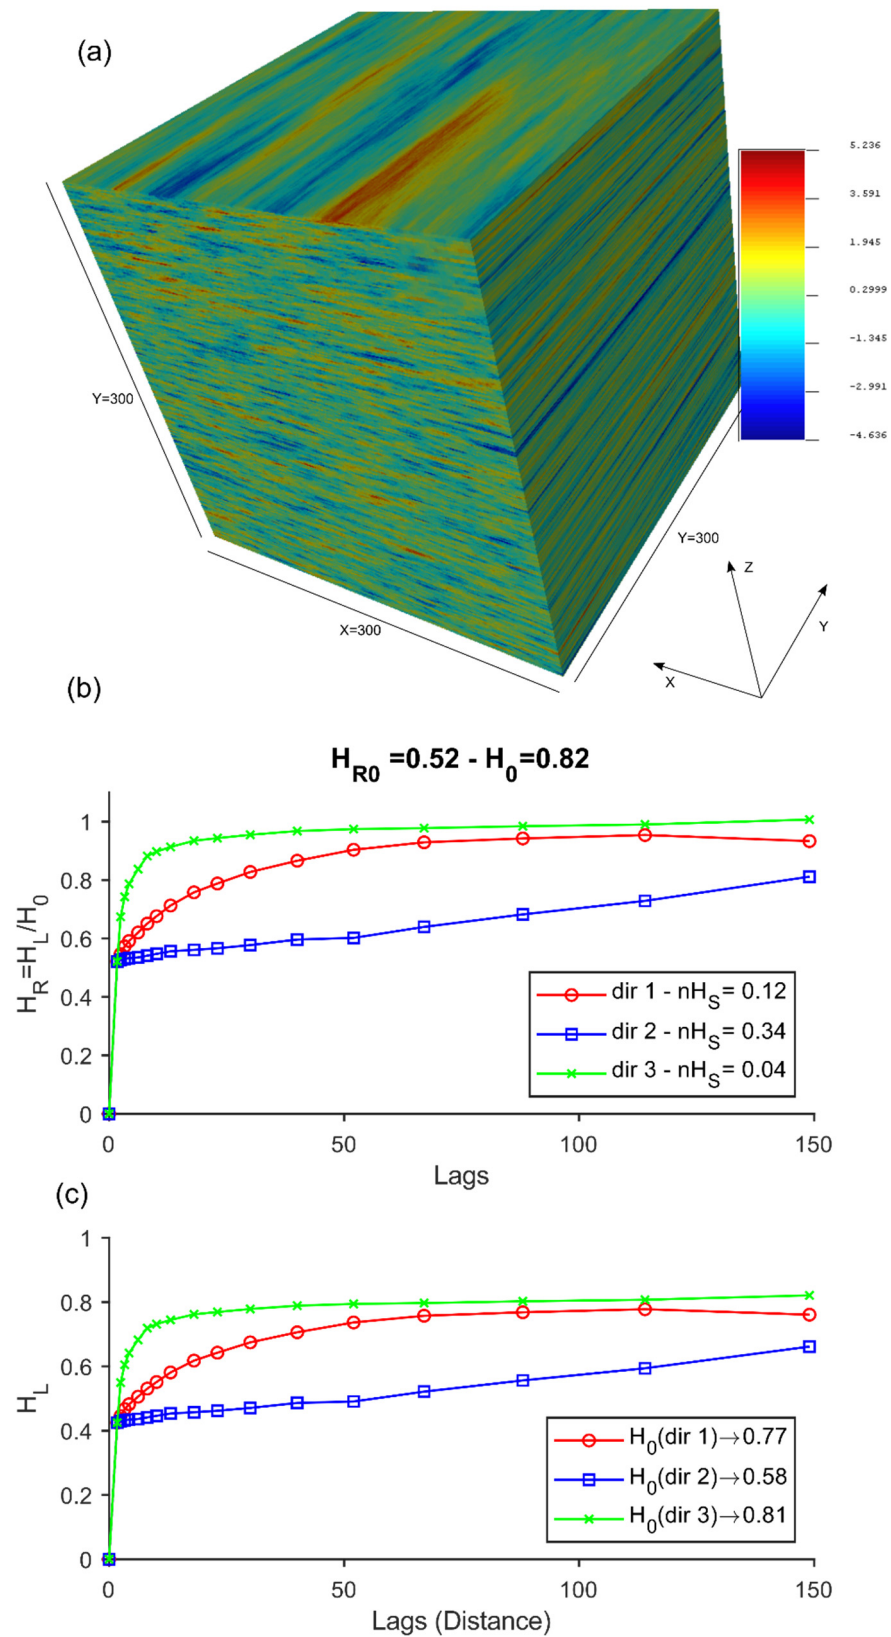 (a)
5.236
3.591
1.945
0.2999
-1.345
-2.991
-4.636
Y=300
Y=300
X=300
Z
Y
X
(b)
H_R0 =0.52 - H_0=0.82
H_R=H_L/H_0
1
0.8
0.6
0.4
0.2
0
dir 1 - nH_S= 0.12
dir 2 - nH_S= 0.34
dir 3 - nH_S= 0.04
0
50
100
150
Lags
(c)
H_L
1
0.8
0.6
0.4
0.2
0
H_0(dir 1)→0.77
H_0(dir 2)→0.58
H_0(dir 3)→0.81
0
50
100
150
Lags (Distance)